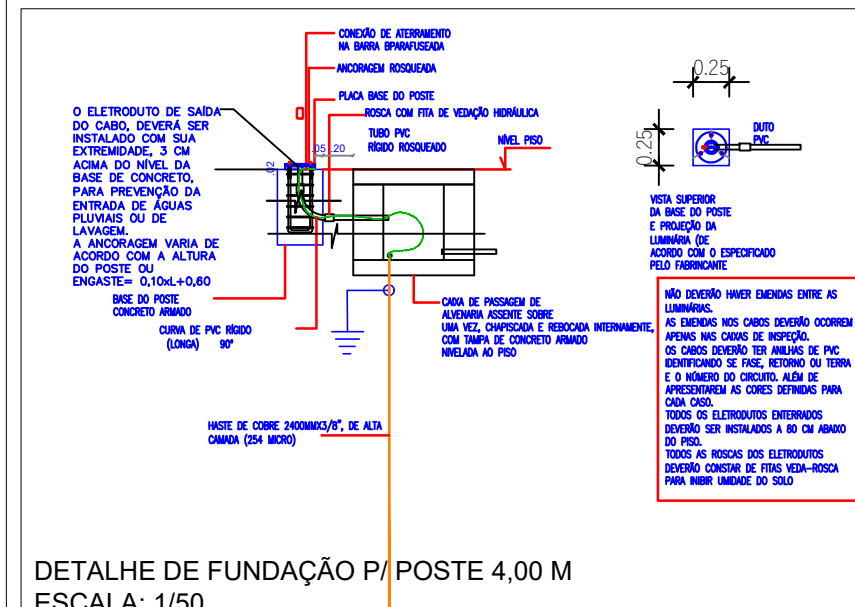 CONEXÃO DE ATERRAMENTO
NA BARRA BPARAFUSEADA
ANCORAGEM ROSQUEADA
PLACA BASE DO POSTE
ROSCA COM FITA DE VEDAÇÃO HIDRÁULICA
TUBO PVC
RÍGIDO ROSQUEADO
NÍVEL PISO
.05
.20
.02
O ELETRODUTO DE SAÍDA
DO CABO, DEVERÁ SER
INSTALADO COM SUA
EXTREMIDADE, 3 CM
ACIMA DO NÍVEL DA
BASE DE CONCRETO,
PARA PREVENÇÃO DA
ENTRADA DE ÁGUAS
PLUVIAIS OU DE
LAVAGEM.
A ANCORAGEM VARIA DE
ACORDO COM A ALTURA
DO POSTE OU
ENGASTE= 0,10xL+0,60
BASE DO POSTE
CONCRETO ARMADO
CURVA DE PVC RÍGIDO
(LONGA) 90°
CAIXA DE PASSAGEM DE
ALVENARIA ASSENTE SOBRE
UMA VEZ, CHAPISCADA E REBOCADA INTERNAMENTE,
COM TAMPA DE CONCRETO ARMADO
NIVELADA AO PISO
HASTE DE COBRE 2400MMX3/8", DE ALTA
CAMADA (254 MICRO)
0.25
0.25
DUTO
PVC
VISTA SUPERIOR
DA BASE DO POSTE
E PROJEÇÃO DA
LUMINÁRIA (DE
ACORDO COM O ESPECIFICADO
PELO FABRINCANTE
NÃO DEVERÃO HAVER EMENDAS ENTRE AS
LUMINÁRIAS.
AS EMENDAS NOS CABOS DEVERÃO OCORREM
APENAS NAS CAIXAS DE INSPEÇÃO.
OS CABOS DEVERÃO TER ANILHAS DE PVC
IDENTIFICANDO SE FASE, RETORNO OU TERRA
E O NÚMERO DO CIRCUITO. ALÉM DE
APRESENTAREM AS CORES DEFINIDAS PARA
CADA CASO.
TODOS OS ELETRODUTOS ENTERRADOS
DEVERÃO SER INSTALADOS A 80 CM ABAIXO
DO PISO.
TODOS AS ROSCAS DOS ELETRODUTOS
DEVERÃO CONSTAR DE FITAS VEDA-ROSCA
PARA INIBIR UMIDADE DO SOLO
DETALHE DE FUNDAÇÃO P/ POSTE 4,00 M
ESCALA: 1/50